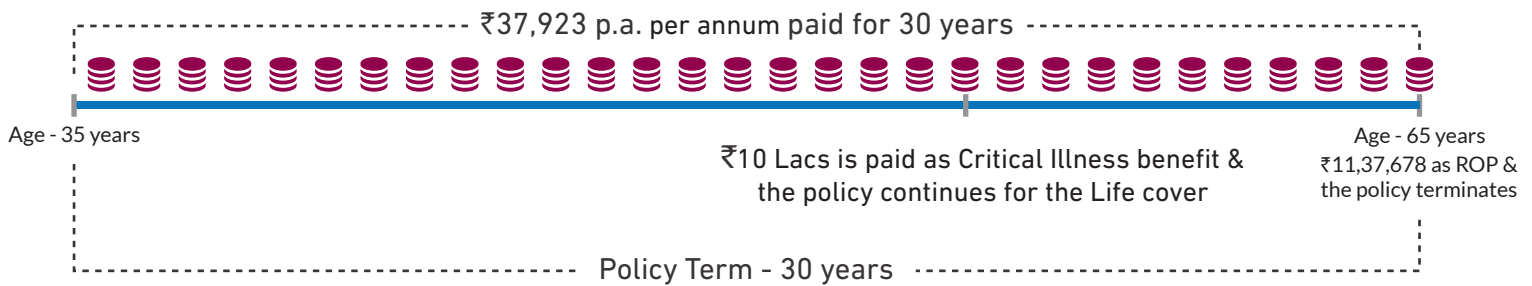 ₹37,923 p.a. per annum paid for 30 years
Age - 35 years
₹10 Lacs is paid as Critical Illness benefit &
the policy continues for the Life cover
Age - 65 years
₹11,37,678 as ROP &
the policy terminates
Policy Term - 30 years